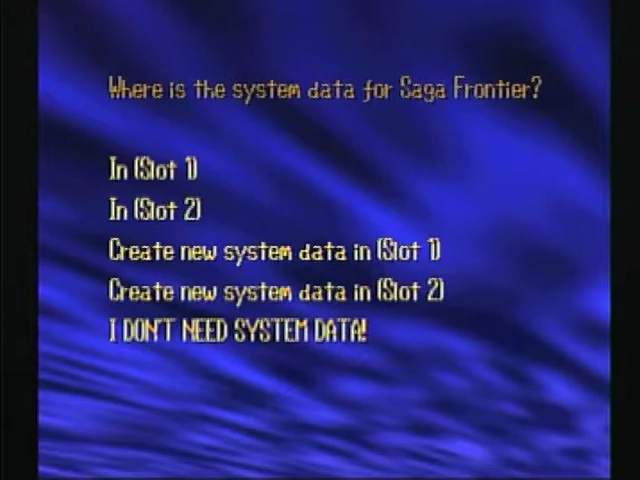 Where is the system data for Saga Frontier?
In (Slot 1)
In (Slot 2)
Create new system data in (Slot 1)
Create new system data in (Slot 2)
I DON'T NEED SYSTEM DATA!